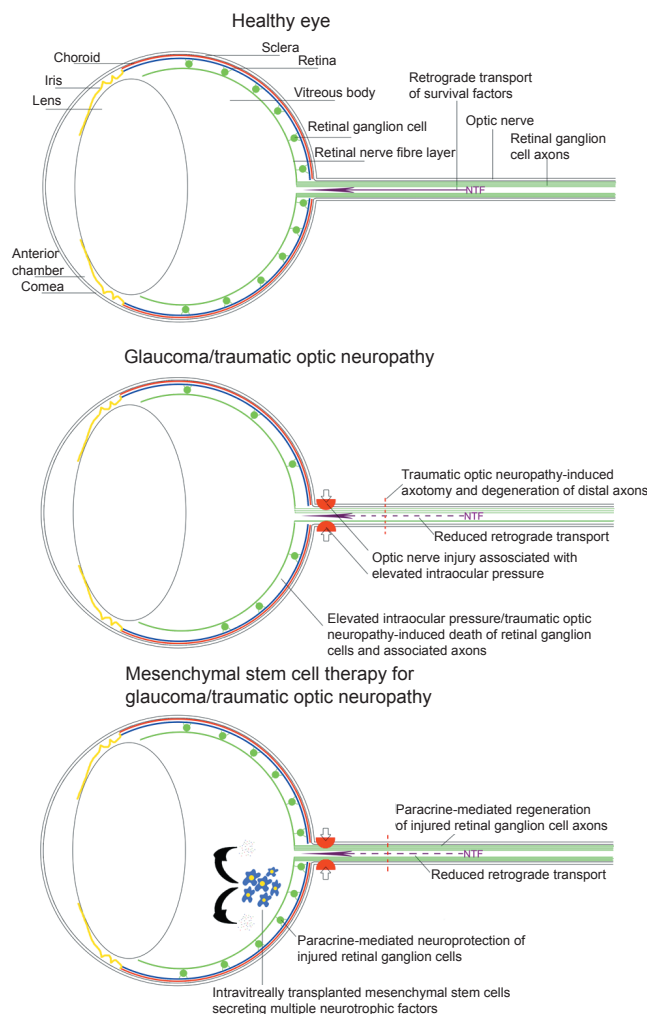 Healthy eye
Sclera
Choroid
Retina
Iris
Retrograde transport
of survival factors
Vitreous body
Lens
Optic nerve
Retinal ganglion cell
Retinal ganglion
cell axons
Retinal nerve fibre layer
NTF
Anterior
chamber
Cornea
Glaucoma/traumatic optic neuropathy
Traumatic optic neuropathy-induced
axotomy and degeneration of distal axons
NTF
Reduced retrograde transport
Optic nerve injury assosciated with
elevated intraocular pressure
Elevated intraocular pressure/traumatic optic
neuropathy-induced death of retinal ganglion
cells and associated axons
Mesenchymal stem cell therapy for
glaucoma/traumatic optic neuropathy
Paracrine-mediated regeneration
of injured retinal ganglion cell axons
NTF
Reduced retrograde transport
Paracrine-mediated neuroprotection of
injured retinal ganglion cells
Intravitreally transplanted mesenchymal stem cells
secreting multiple neurotrophic factors